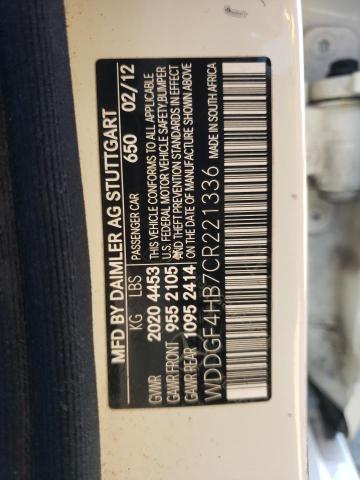 MFD BY DAIMLER AG STUTTGART
KG LBS PASSENGER CAR 650 02/12
GVWR 2020 4453 THIS VEHICLE CONFORMS TO ALL APPLICABLE
GAWR FRONT 955 2105 U.S. FEDERAL MOTOR VEHICLE SAFETY, BUMPER
AND THEFT PREVENTION STANDARDS IN EFFECT
GAWR REAR 1095 2414 ON THE DATE OF MANUFACTURE SHOWN ABOVE
WDDGF4HB7CR221336 MADE IN SOUTH AFRICA